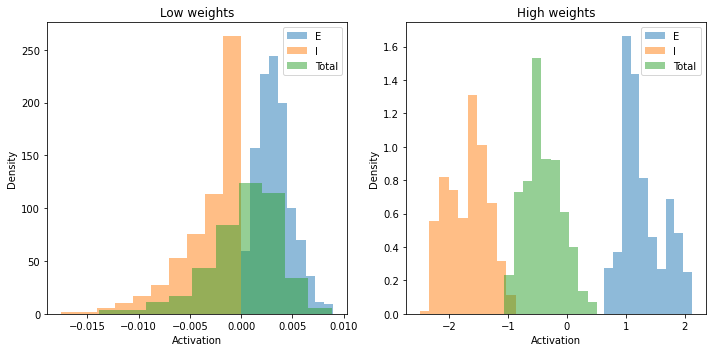 Low weights
E
I
Total
250
200
150
100
50
0
Density
−0.015
−0.010
−0.005
0.000
0.005
0.010
Activation
High weights
E
I
Total
1.6
1.4
1.2
1.0
0.8
0.6
0.4
0.2
0.0
Density
−2
−1
0
1
2
Activation